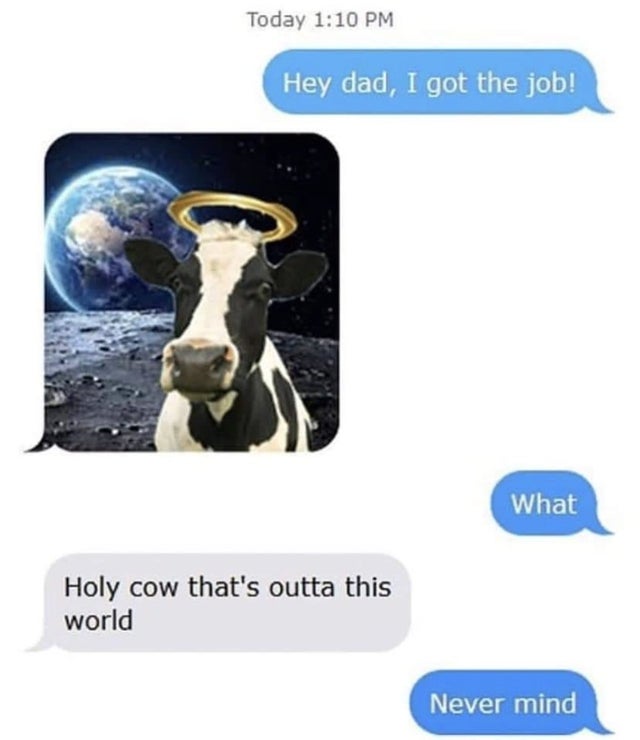 Today 1:10 PM
Hey dad, I got the job!
What
Holy cow that's outta this
world
Never mind